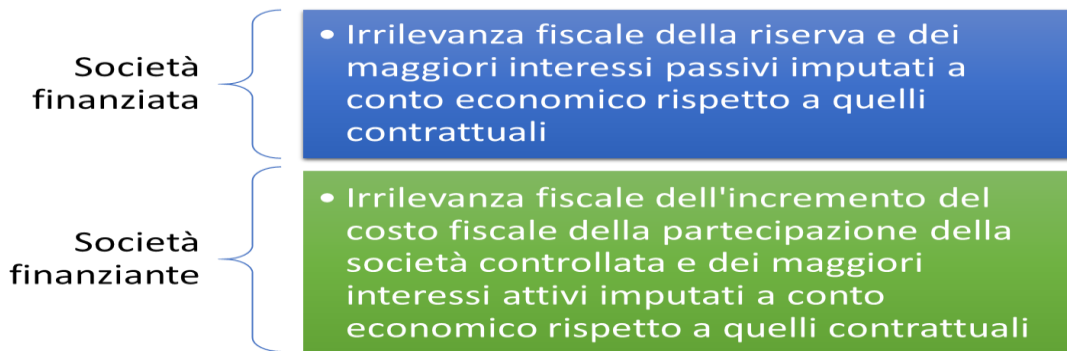 Società
finanziata
• Irrilevanza fiscale della riserva e dei
maggiori interessi passivi imputati a
conto economico rispetto a quelli
contrattuali
Società
finanziante
• Irrilevanza fiscale dell'incremento del
costo fiscale della partecipazione della
società controllata e dei maggiori
interessi attivi imputati a conto
economico rispetto a quelli contrattuali